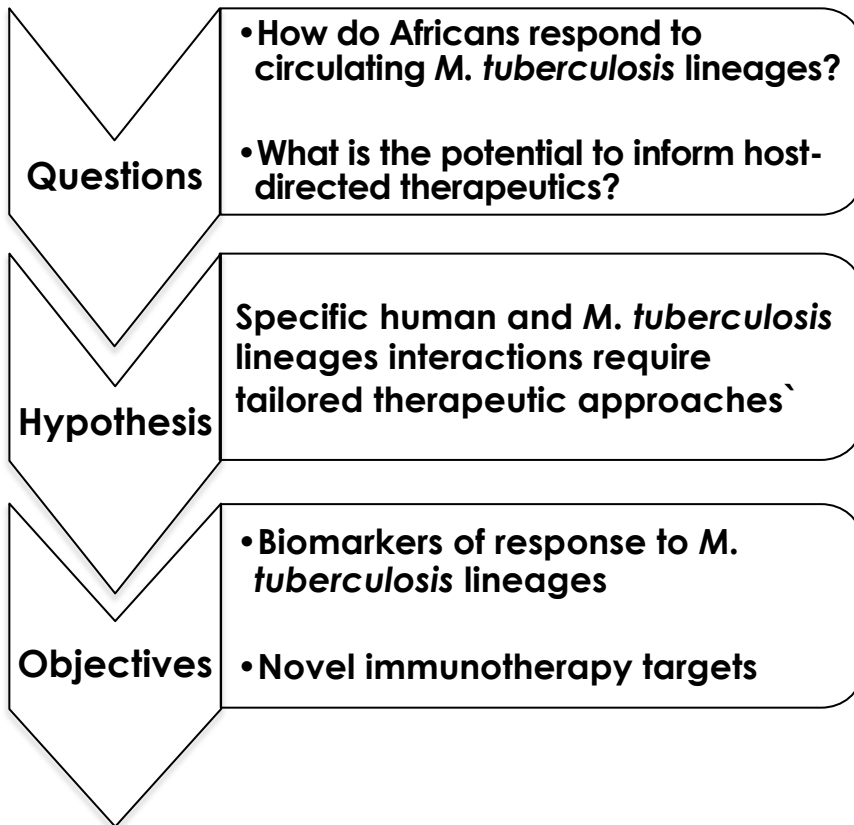 Questions
•How do Africans respond to
circulating M. tuberculosis lineages?
•What is the potential to inform host-
directed therapeutics?
Hypothesis
Specific human and M. tuberculosis
lineages interactions require
tailored therapeutic approaches`
Objectives
•Biomarkers of response to M.
tuberculosis lineages
•Novel immunotherapy targets